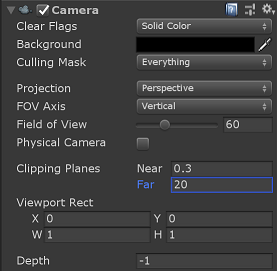 Camera
Clear Flags Solid Color
Background
Culling Mask Everything
Projection Perspective
FOV Axis Vertical
Field of View 60
Physical Camera
Clipping Planes Near 0.3
Far 20
Viewport Rect
X 0 Y 0
W 1 H 1
Depth -1